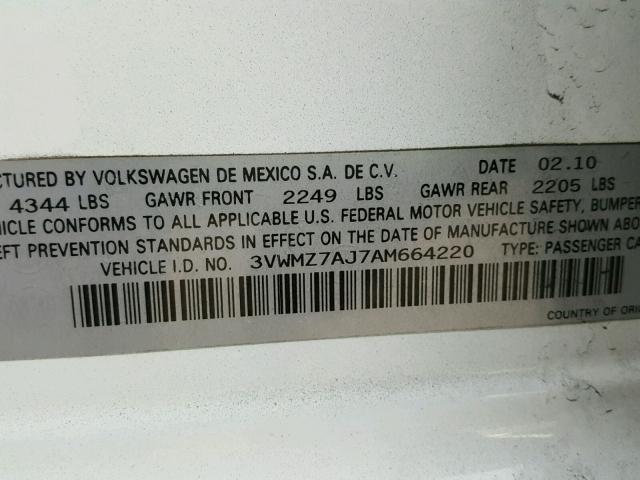 CTURED BY VOLKSWAGEN DE MEXICO S.A. DE C.V. DATE 02.10
4344 LBS GAWR FRONT 2249 LBS GAWR REAR 2205 LBS
HICLE CONFORMS TO ALL APPLICABLE U.S. FEDERAL MOTOR VEHICLE SAFETY, BUMPER
EFT PREVENTION STANDARDS IN EFFECT ON THE DATE OF MANUFACTURE SHOWN ABO
VEHICLE I.D. NO. 3VWMZ7AJ7AM664220 TYPE: PASSENGER CA
COUNTRY OF ORI